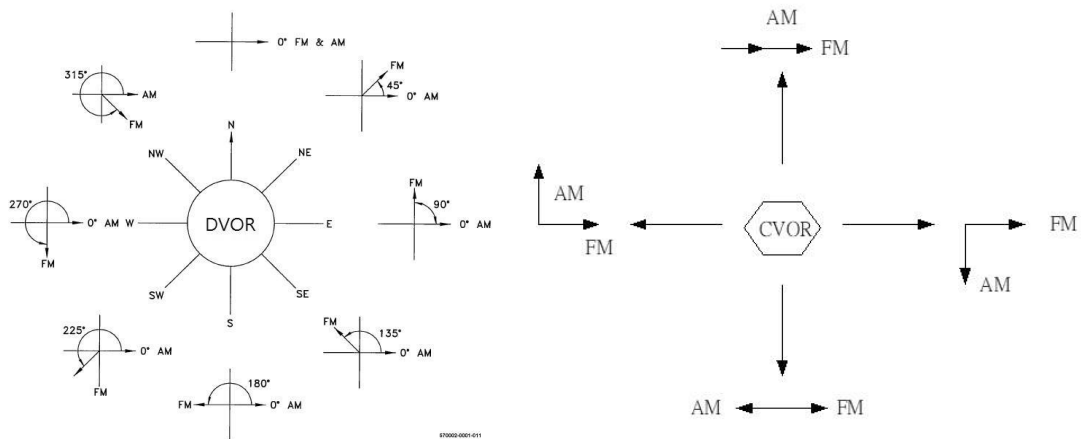 0° FM & AM
315°
AM
FM
FM
45°
0° AM
N
NW
NE
270°
0° AM
FM
W
DVOR
E
FM
90°
0° AM
SW
S
SE
225°
0° AM
FM
FM
135°
0° AM
180°
FM
0° AM
570002-0001-011
AM
FM
AM
FM
CVOR
FM
AM
AM
FM